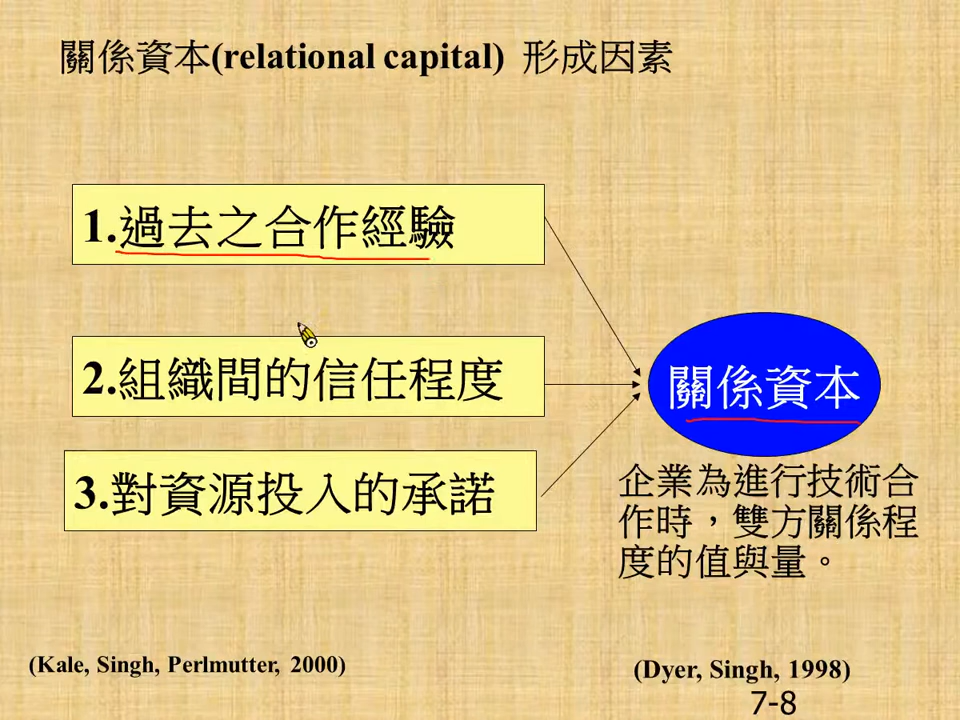 關係資本(relational capital) 形成因素
1.過去之合作經驗
2.組織間的信任程度
3.對資源投入的承諾
關係資本
企業為進行技術合
作時，雙方關係程
度的值與量。
(Kale, Singh, Perlmutter, 2000)
(Dyer, Singh, 1998)
7-8